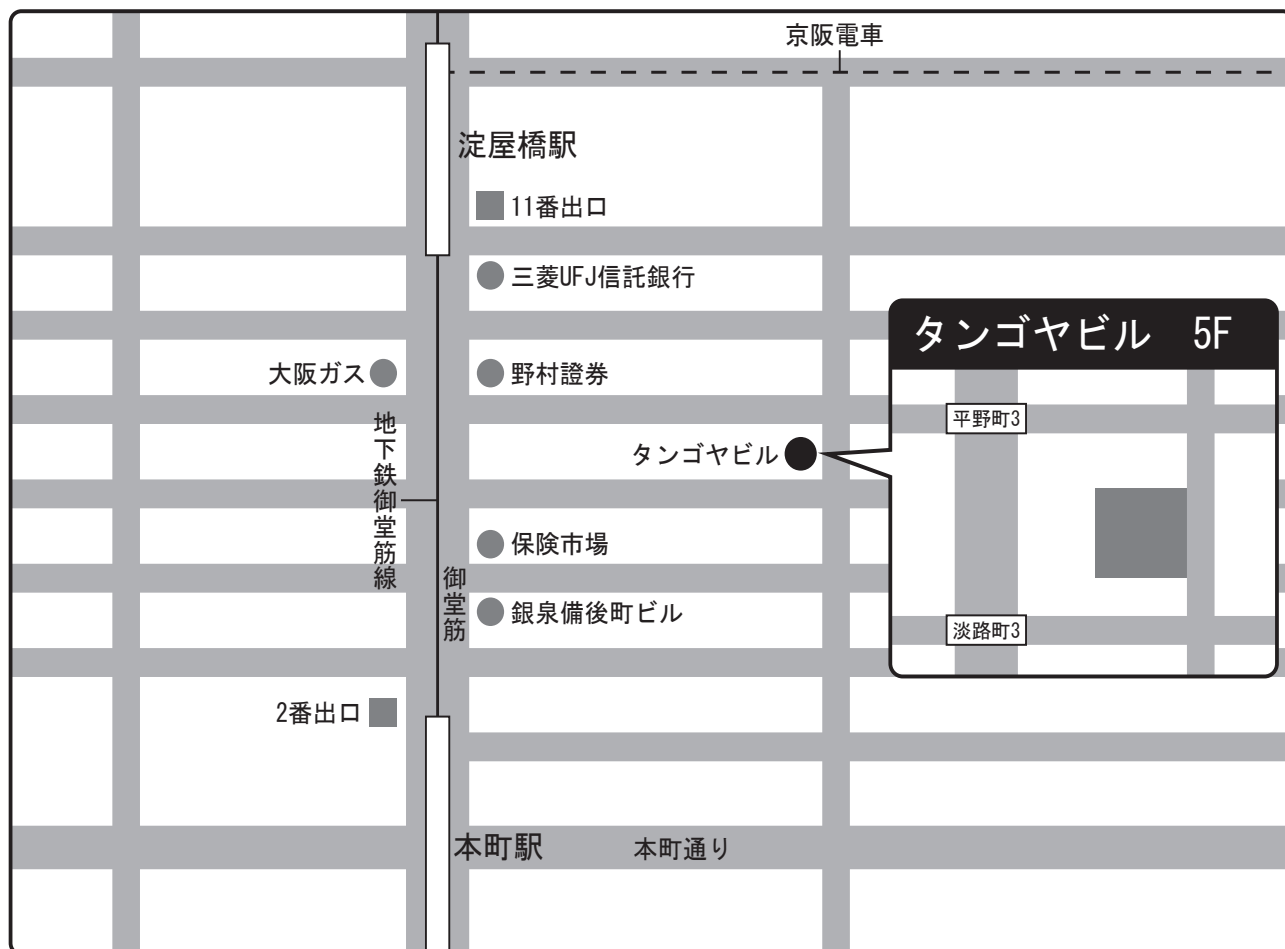 京阪電車
淀屋橋駅
11番出口
三菱UFJ信託銀行
タンゴヤビル 5F
大阪ガス
野村證券
平野町3
地下鉄御堂筋線
タンゴヤビル
保険市場
御堂筋
銀泉備後町ビル
淡路町3
2番出口
本町駅
本町通り